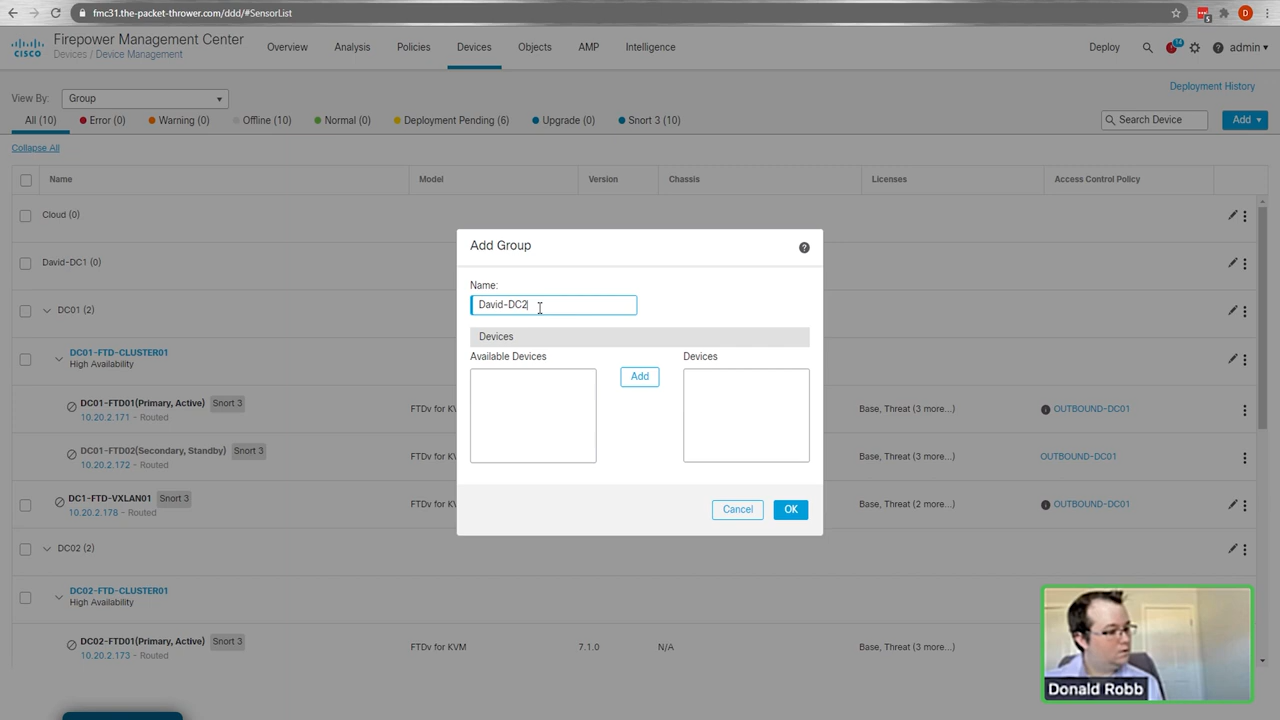 fmc31.the-packet-thrower.com/ddd/#SensorList
5
D
CISCO
Firepower Management Center
Devices / Device Management
Overview
Analysis
Policies
Devices
Objects
AMP
Intelligence
Deploy
14
admin
Deployment History
View By:
Group
All (10)
Error (0)
Warning (0)
Offline (10)
Normal (0)
Deployment Pending (6)
Upgrade (0)
Snort 3 (10)
Search Device
Add
Collapse All
Name
Model
Version
Chassis
Licenses
Access Control Policy
Cloud (0)
David-DC1 (0)
DC01 (2)
DC01-FTD-CLUSTER01
High Availability
DC01-FTD01(Primary, Active) Snort 3
10.20.2.171 - Routed
FTDv for KV
Base, Threat (3 more...)
OUTBOUND-DC01
DC01-FTD02(Secondary, Standby) Snort 3
10.20.2.172 - Routed
FTDv for KV
Base, Threat (3 more...)
OUTBOUND-DC01
DC1-FTD-VXLAN01 Snort 3
10.20.2.178 - Routed
FTDv for KV
Base, Threat (2 more...)
OUTBOUND-DC01
DC02 (2)
DC02-FTD-CLUSTER01
High Availability
DC02-FTD01(Primary, Active) Snort 3
10.20.2.173 - Routed
FTDv for KVM
7.1.0
N/A
Base, Threat (3 more...)
Add Group
?
Name:
David-DC2
Devices
Available Devices
Add
Devices
Cancel
OK
Donald Robb